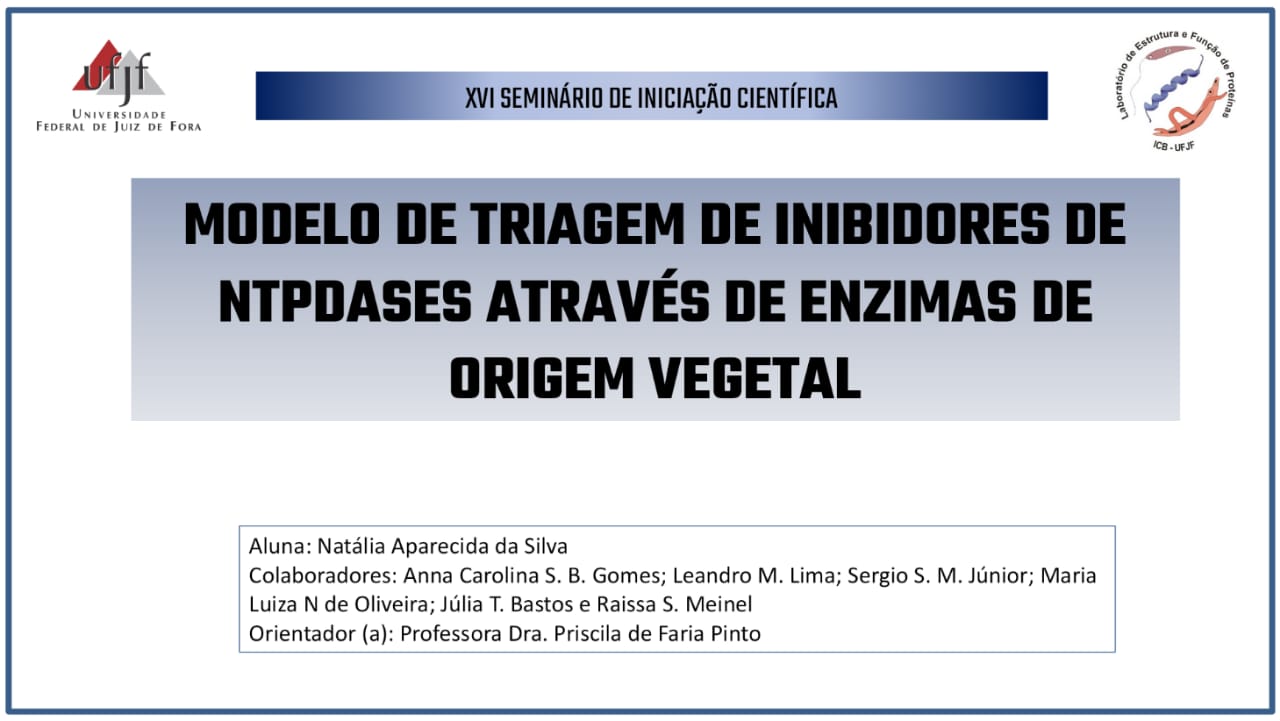 ufjf
UNIVERSIDADE
FEDERAL DE JUIZ DE FORA
XVI SEMINÁRIO DE INICIAÇÃO CIENTÍFICA
Laboratório de Estrutura e Função de Proteínas
ICB - UFJF
MODELO DE TRIAGEM DE INIBIDORES DE
NTPDASES ATRAVÉS DE ENZIMAS DE
ORIGEM VEGETAL
Aluna: Natália Aparecida da Silva
Colaboradores: Anna Carolina S. B. Gomes; Leandro M. Lima; Sergio S. M. Júnior; Maria
Luiza N de Oliveira; Júlia T. Bastos e Raissa S. Meinel
Orientador (a): Professora Dra. Priscila de Faria Pinto